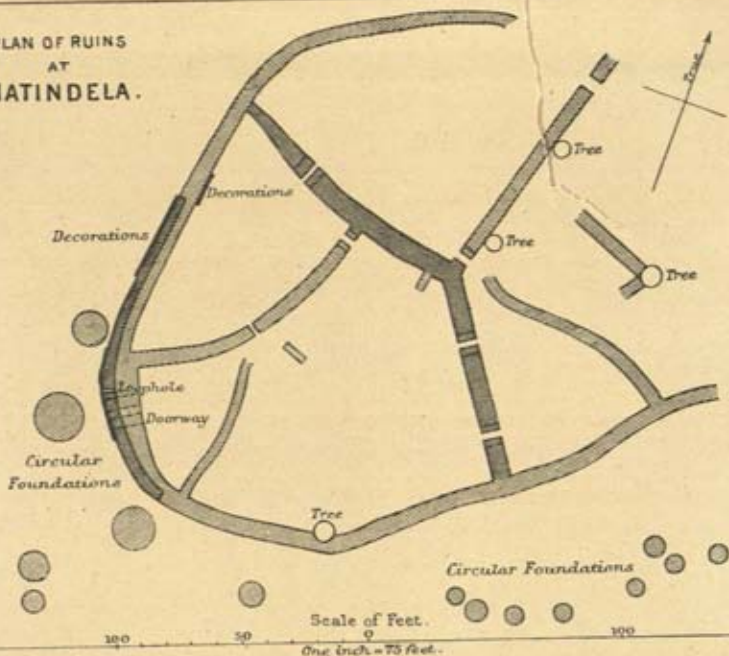 LAN OF RUINS
AT
MATINDELA.
True
Tree
Decorations
Decorations
Tree
Tree
Loophole
Doorway
Circular
Foundations
Tree
Circular Foundations
Scale of Feet.
100 50 0 100
One inch = 75 feet.